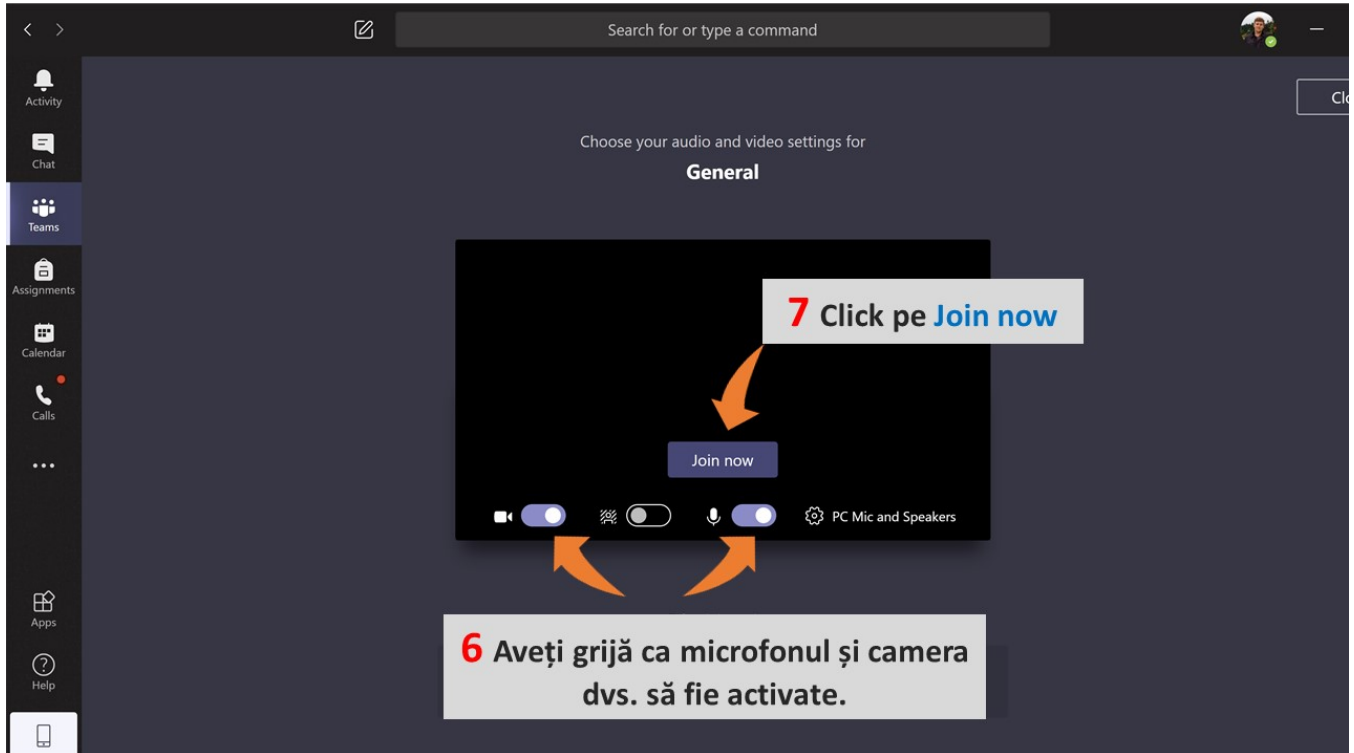 Search for or type a command
Activity
Chat
Teams
Assignments
Calendar
Calls
Apps
Help
Clo
Choose your audio and video settings for
General
7 Click pe Join now
Join now
PC Mic and Speakers
6 Aveți grijă ca microfonul și camera
dvs. să fie activate.